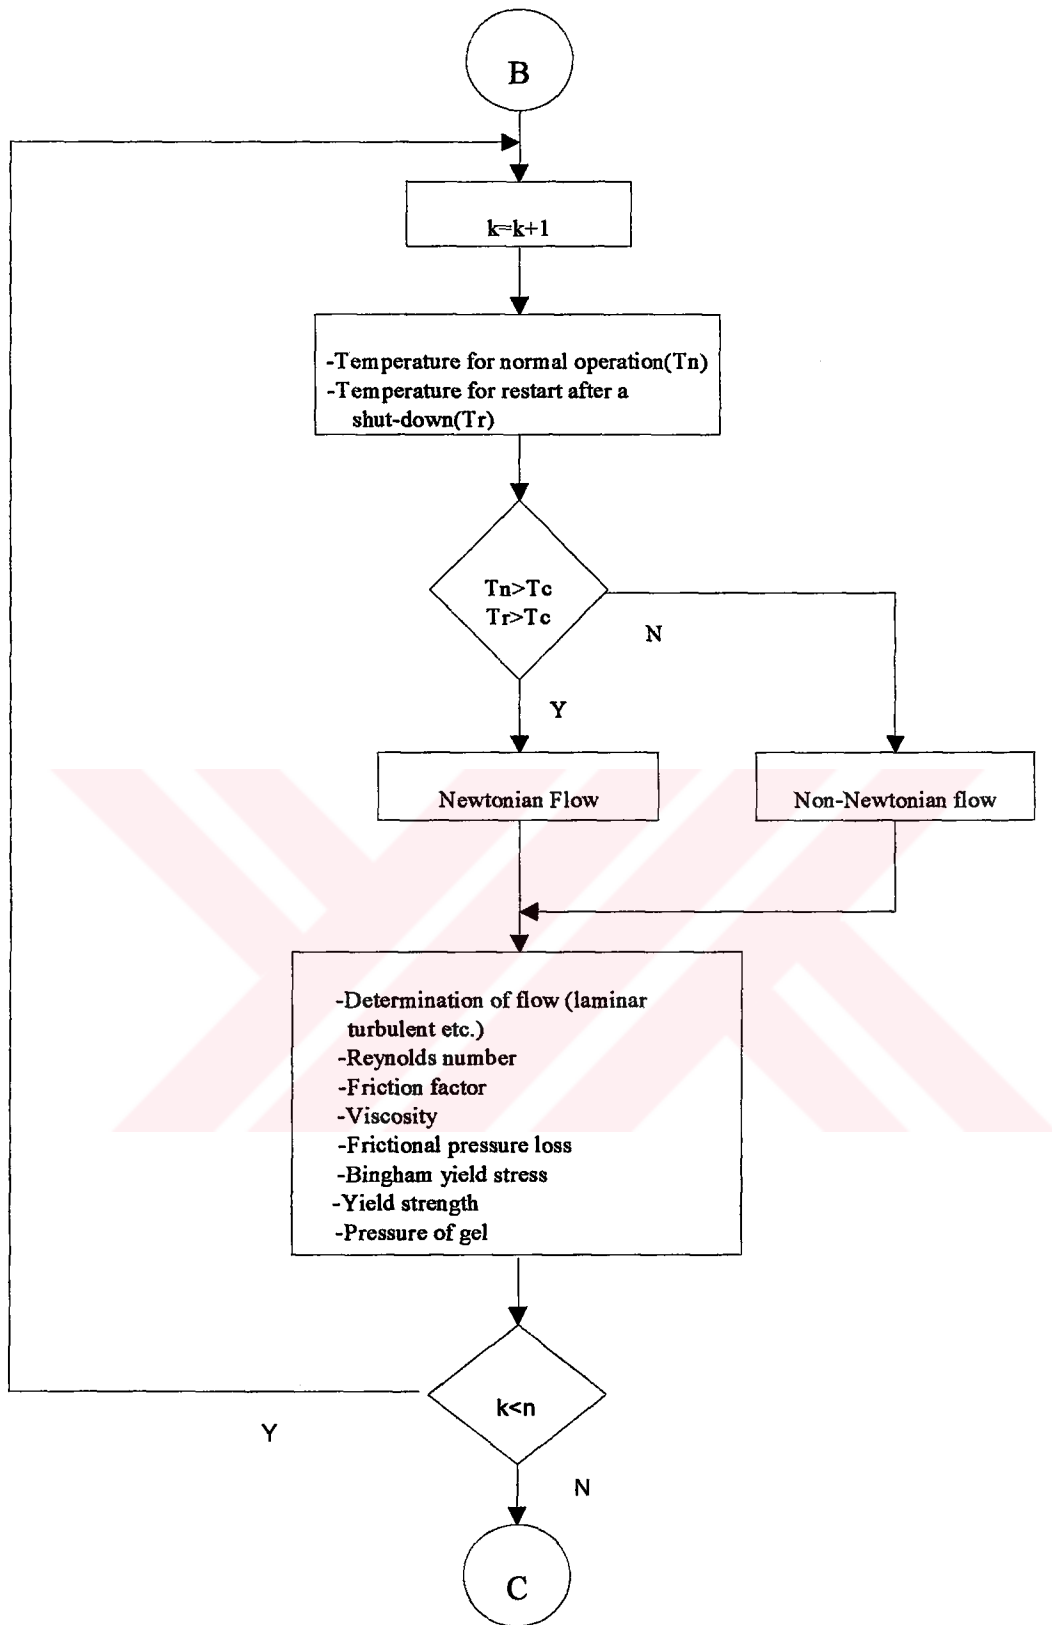 B
k=k+1
-Temperature for normal operation(Tn)
-Temperature for restart after a
shut-down(Tr)
Tn>Tc
Tr>Tc
N
Y
Newtonian Flow
Non-Newtonian flow
-Determination of flow (laminar
turbulent etc.)
-Reynolds number
-Friction factor
-Viscosity
-Frictional pressure loss
-Bingham yield stress
-Yield strength
-Pressure of gel
k<n
Y
N
C